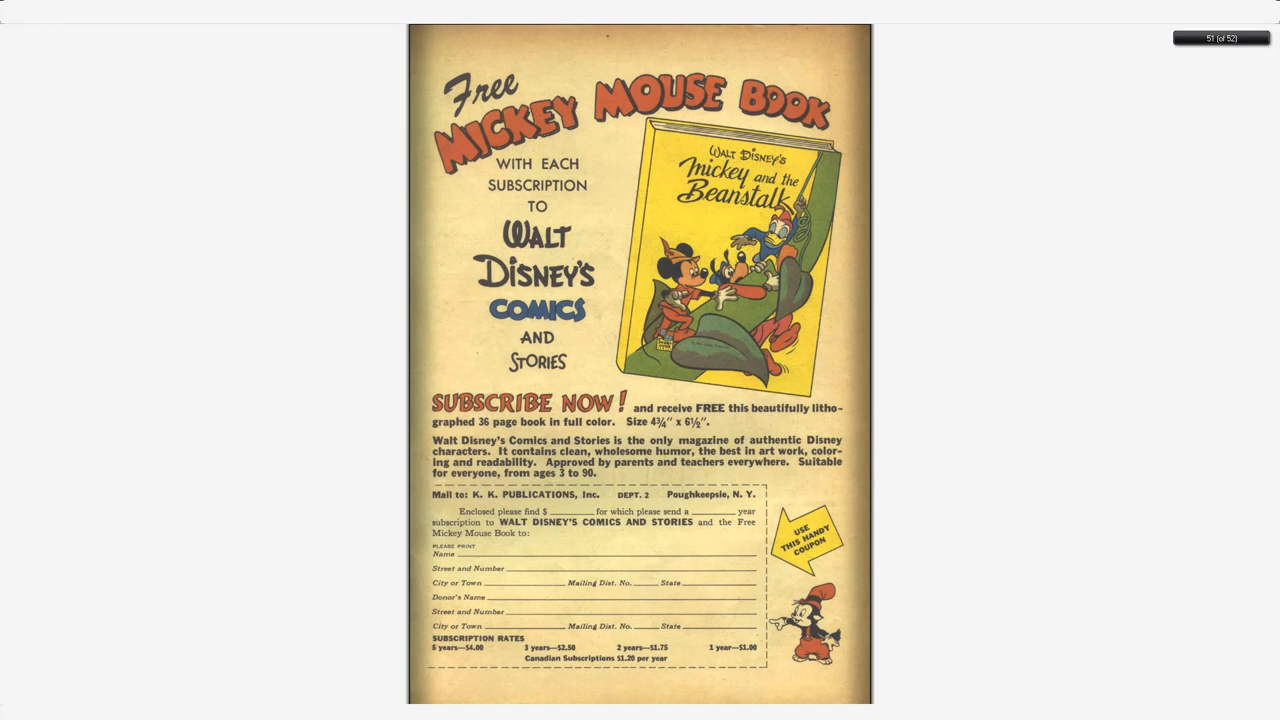 51 (of 52)
Free
MICKEY MOUSE BOOK
WITH EACH
SUBSCRIPTION
TO
WALT
DISNEY'S
COMICS
AND
STORIES
WALT DISNEY'S
Mickey and the
Beanstalk
SUBSCRIBE NOW! and receive FREE this beautifully litho-
graphed 36 page book in full color. Size 4¾" x 6½".
Walt Disney's Comics and Stories is the only magazine of authentic Disney
characters. It contains clean, wholesome humor, the best in art work, color-
ing and readability. Approved by parents and teachers everywhere. Suitable
for everyone, from ages 3 to 90.
Mail to: K. K. PUBLICATIONS, Inc. DEPT. 2 Poughkeepsie, N. Y.
Enclosed please find $ ________ for which please send a ________ year
subscription to WALT DISNEY'S COMICS AND STORIES and the Free
Mickey Mouse Book to:
PLEASE PRINT
Name
Street and Number
City or Town ________ Mailing Dist. No. ________ State ________
Donor's Name
Street and Number
City or Town ________ Mailing Dist. No. ________ State ________
SUBSCRIPTION RATES
5 years—$4.00 3 years—$2.50 2 years—$1.75 1 year—$1.00
Canadian Subscriptions $1.20 per year
USE
THIS HANDY
COUPON